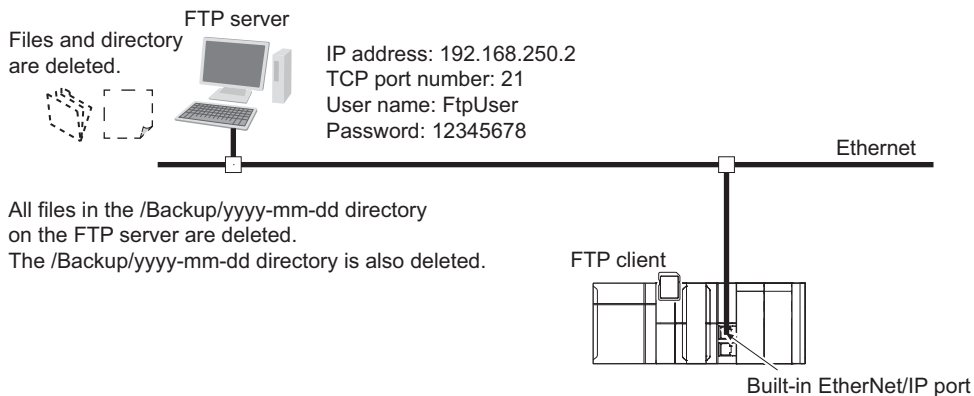 FTP server
Files and directory
are deleted.
IP address: 192.168.250.2
TCP port number: 21
User name: FtpUser
Password: 12345678
Ethernet
All files in the /Backup/yyyy-mm-dd directory
on the FTP server are deleted.
The /Backup/yyyy-mm-dd directory is also deleted.
FTP client
Built-in EtherNet/IP port